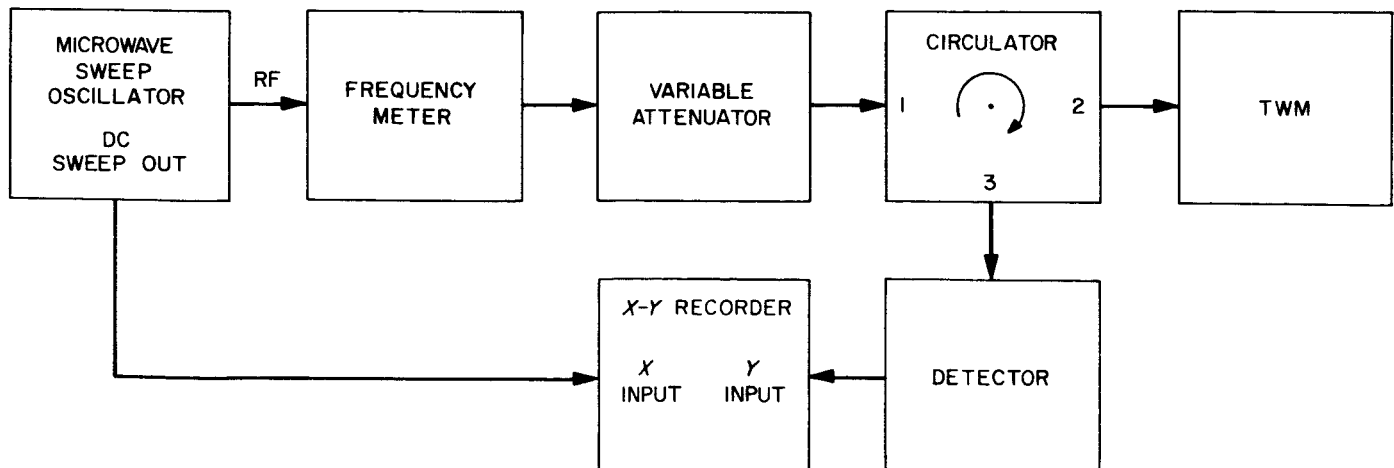 MICROWAVE
SWEEP
OSCILLATOR
DC
SWEEP OUT
RF
FREQUENCY
METER
VARIABLE
ATTENUATOR
CIRCULATOR
1
2
3
TWM
X-Y RECORDER
X
INPUT
Y
INPUT
DETECTOR